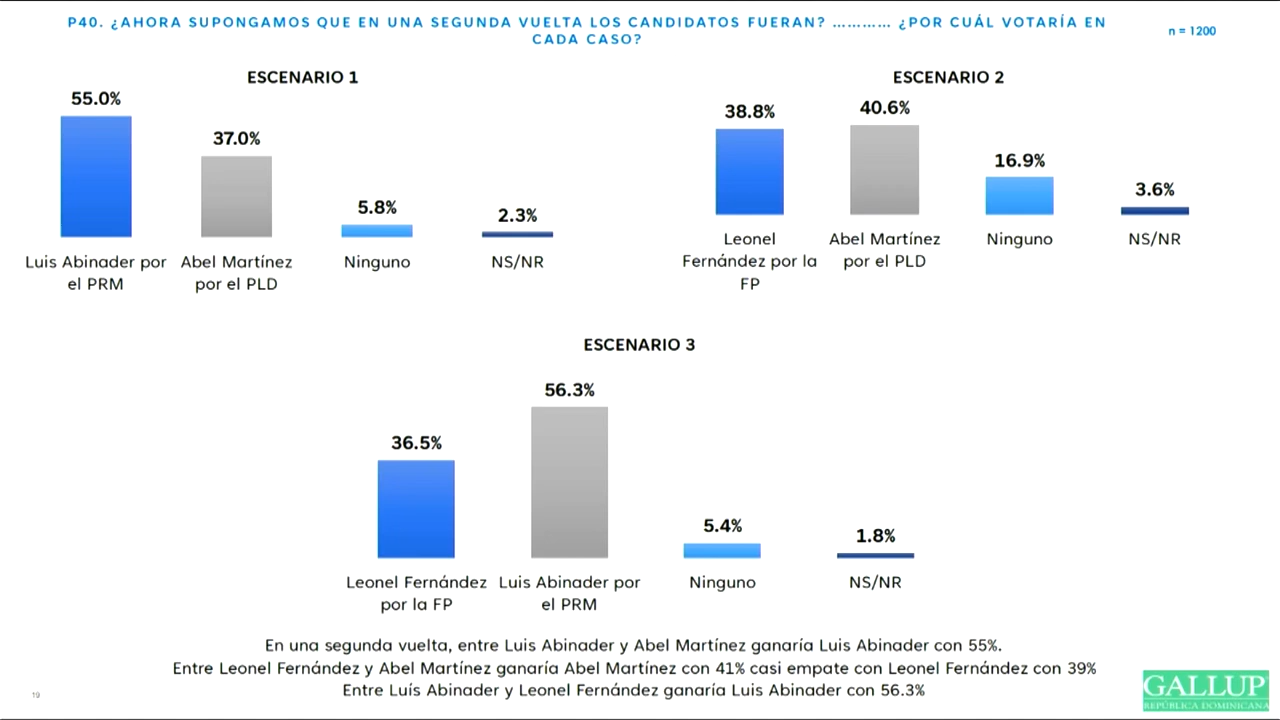 P40. ¿AHORA SUPONGAMOS QUE EN UNA SEGUNDA VUELTA LOS CANDIDATOS FUERAN? ………… ¿POR CUÁL VOTARÍA EN
CADA CASO?
n = 1200
ESCENARIO 1
55.0%
37.0%
5.8%
2.3%
Luis Abinader por
el PRM
Abel Martínez
por el PLD
Ninguno
NS/NR
ESCENARIO 2
38.8%
40.6%
16.9%
3.6%
Leonel
Fernández por la
FP
Abel Martínez
por el PLD
Ninguno
NS/NR
ESCENARIO 3
36.5%
56.3%
5.4%
1.8%
Leonel Fernández
por la FP
Luis Abinader por
el PRM
Ninguno
NS/NR
En una segunda vuelta, entre Luis Abinader y Abel Martínez ganaría Luis Abinader con 55%.
Entre Leonel Fernández y Abel Martínez ganaría Abel Martínez con 41% casi empate con Leonel Fernández con 39%
Entre Luís Abinader y Leonel Fernández ganaría Luis Abinader con 56.3%
19
GALLUP
REPÚBLICA DOMINICANA